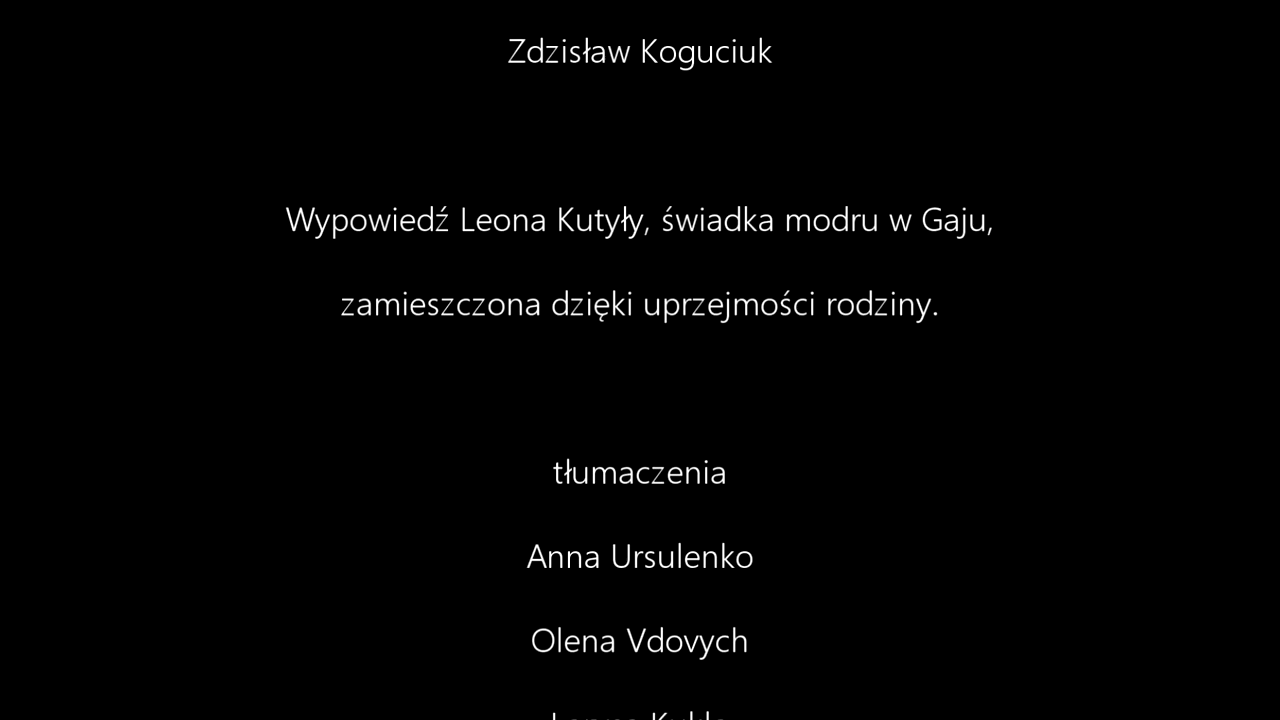 Zdzisław Koguciuk
Wypowiedź Leona Kutyły, świadka modru w Gaju,
zamieszczona dzięki uprzejmości rodziny.
tłumaczenia
Anna Ursulenko
Olena Vdovych